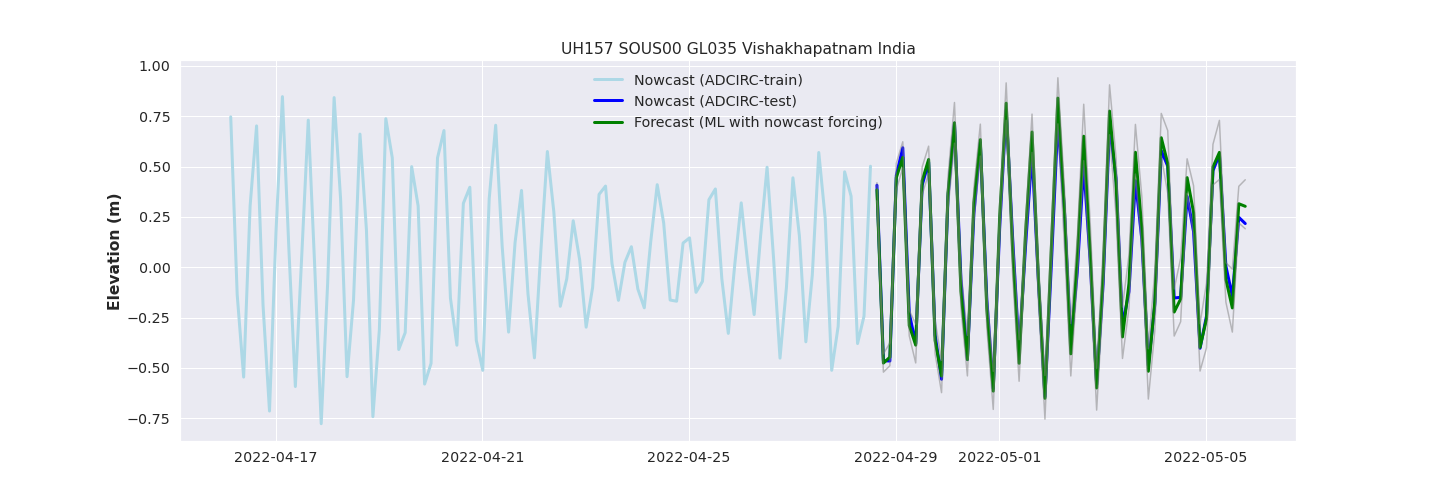 UH157 SOUS00 GL035 Vishakhapatnam India
Nowcast (ADCIRC-train)
Nowcast (ADCIRC-test)
Forecast (ML with nowcast forcing)
Elevation (m)
1.00
0.75
0.50
0.25
0.00
−0.25
−0.50
−0.75
2022-04-17 2022-04-21 2022-04-25 2022-04-29 2022-05-01 2022-05-05